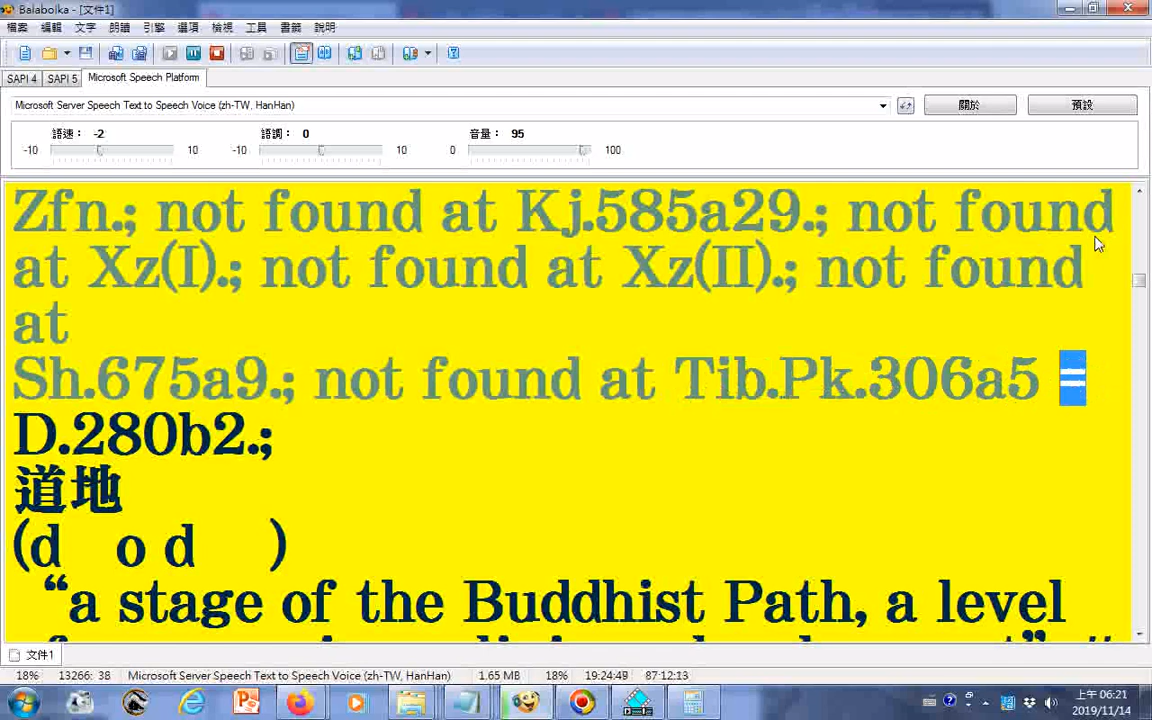 Balabolka - [文件1]
檔案 編輯 文字 朗讀 引擎 選項 檢視 工具 書籤 說明
SAPI 4 SAPI 5 Microsoft Speech Platform
Microsoft Server Speech Text to Speech Voice (zh-TW, HanHan) 關於 預設
語速： -2 語調： 0 音量： 95
-10 10 -10 10 0 100
Zfn.; not found at Kj.585a29.; not found
at Xz(I).; not found at Xz(II).; not found
at
Sh.675a9.; not found at Tib.Pk.306a5 =
D.280b2.;
道地
(d o d )
“a stage of the Buddhist Path, a level
文件1
18% 13266: 38 Microsoft Server Speech Text to Speech Voice (zh-TW, HanHan) 1.65 MB 18% 19:24:49 87:12:13
上午 06:21
2019/11/14